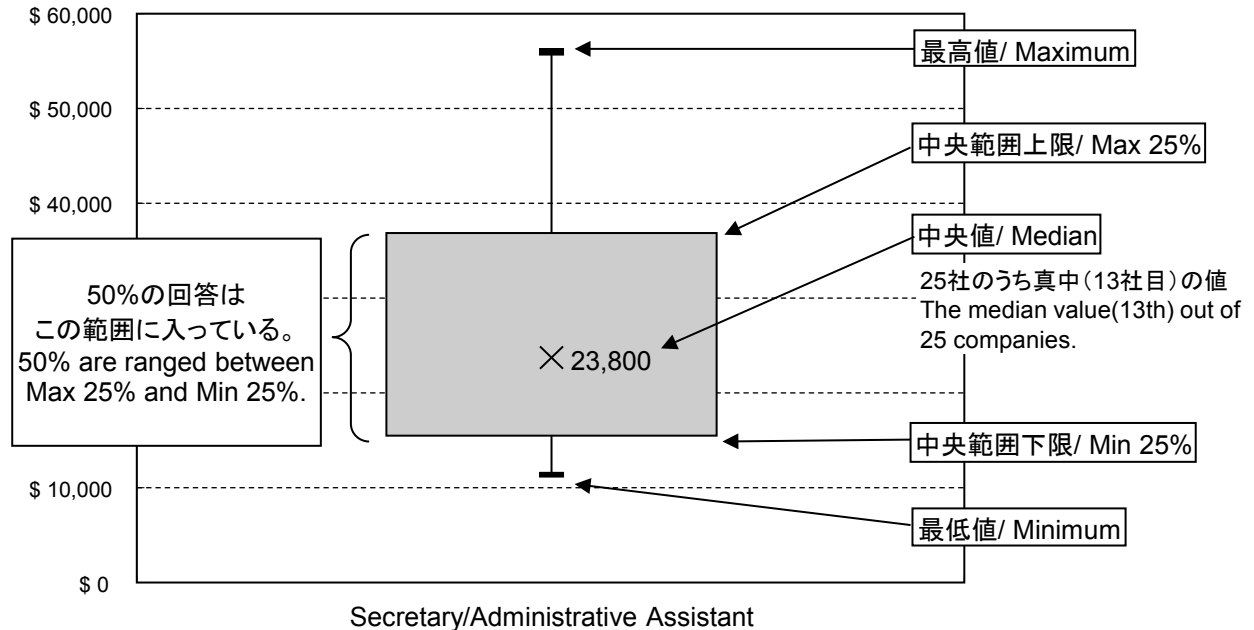 $ 60,000
最高値/ Maximum
$ 50,000
中央範囲上限/ Max 25%
$ 40,000
中央値/ Median
25社のうち真中(13社目)の値
The median value(13th) out of
25 companies.
50%の回答は
この範囲に入っている。
50% are ranged between
Max 25% and Min 25%.
23,800
中央範囲下限/ Min 25%
$ 10,000
最低値/ Minimum
$ 0
Secretary/Administrative Assistant